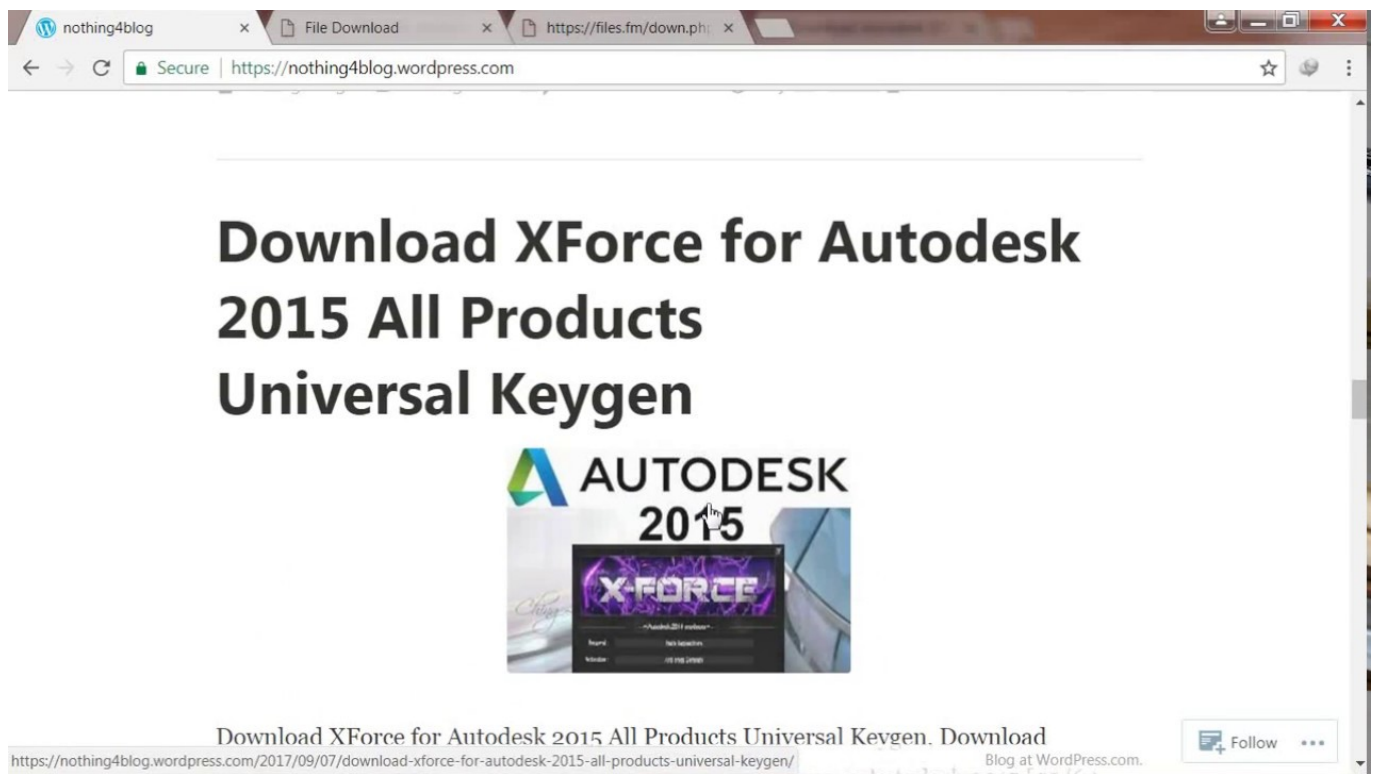 nothing4blog
File Download
https://files.fm/down.ph
Secure
https://nothing4blog.wordpress.com
Download XForce for Autodesk
2015 All Products
Universal Keygen
AUTODESK
2015
X-FORCE
Download XForce for Autodesk 2015 All Products Universal Keygen. Download
Follow
https://nothing4blog.wordpress.com/2017/09/07/download-xforce-for-autodesk-2015-all-products-universal-keygen/
Blog at WordPress.com.